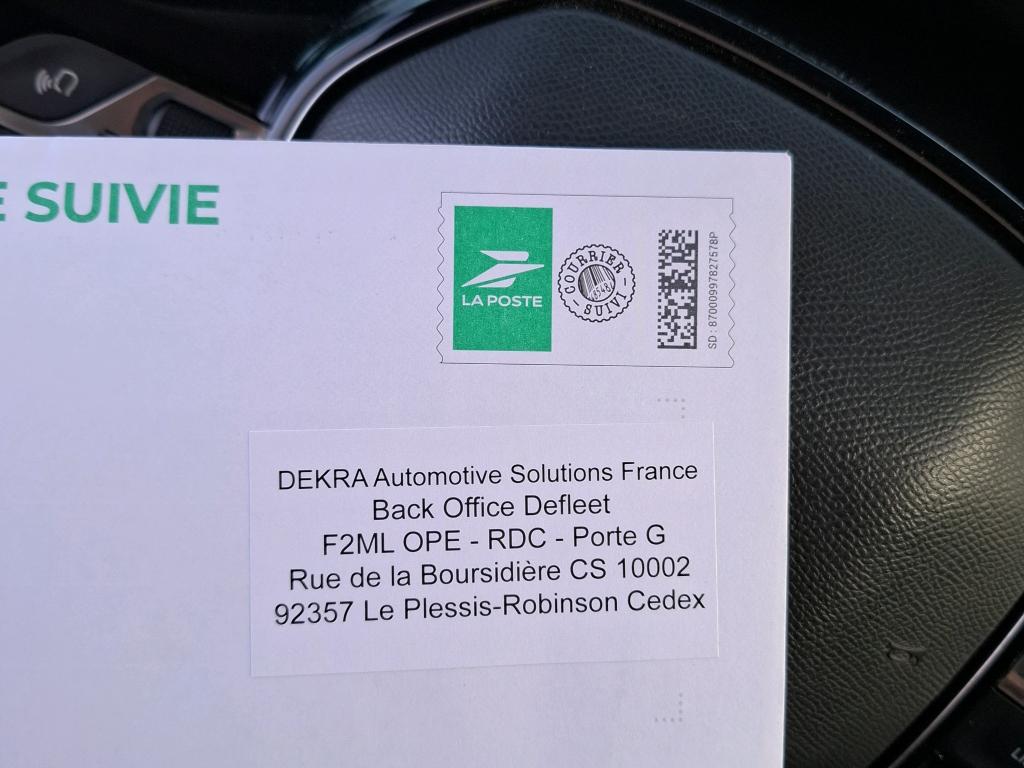 E SUIVIE
LA POSTE
COURRIER
SUIVI
SD : 87000997827578P
DEKRA Automotive Solutions France
Back Office Defleet
F2ML OPE - RDC - Porte G
Rue de la Boursidière CS 10002
92357 Le Plessis-Robinson Cedex